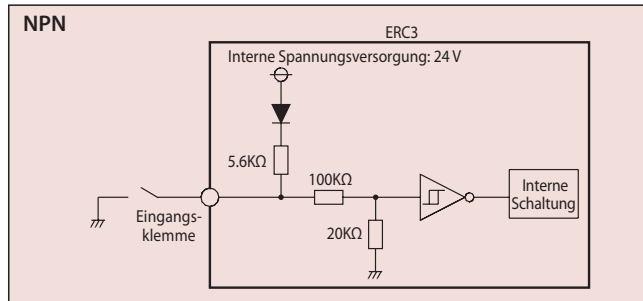 NPN
ERC3
Interne Spannungsversorgung: 24 V
5.6KΩ
100KΩ
20KΩ
Eingangs-
klemme
Interne
Schaltung